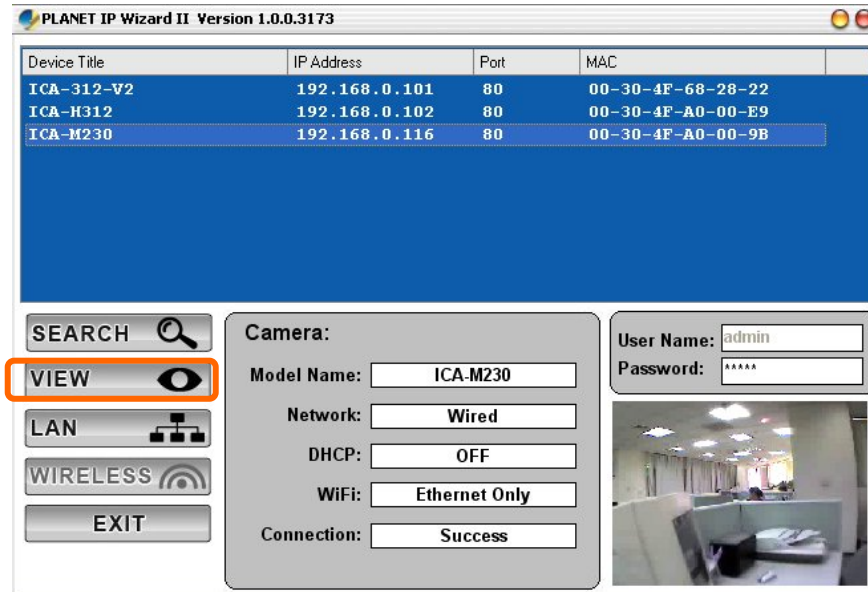 PLANET IP Wizard II Version 1.0.0.3173
Device Title IP Address Port MAC
ICA-312-V2 192.168.0.101 80 00-30-4F-68-28-22
ICA-H312 192.168.0.102 80 00-30-4F-A0-00-E9
ICA-M230 192.168.0.116 80 00-30-4F-A0-00-9B
SEARCH
VIEW
LAN
WIRELESS
EXIT
Camera:
Model Name: ICA-M230
Network: Wired
DHCP: OFF
WiFi: Ethernet Only
Connection: Success
User Name: admin
Password: *****